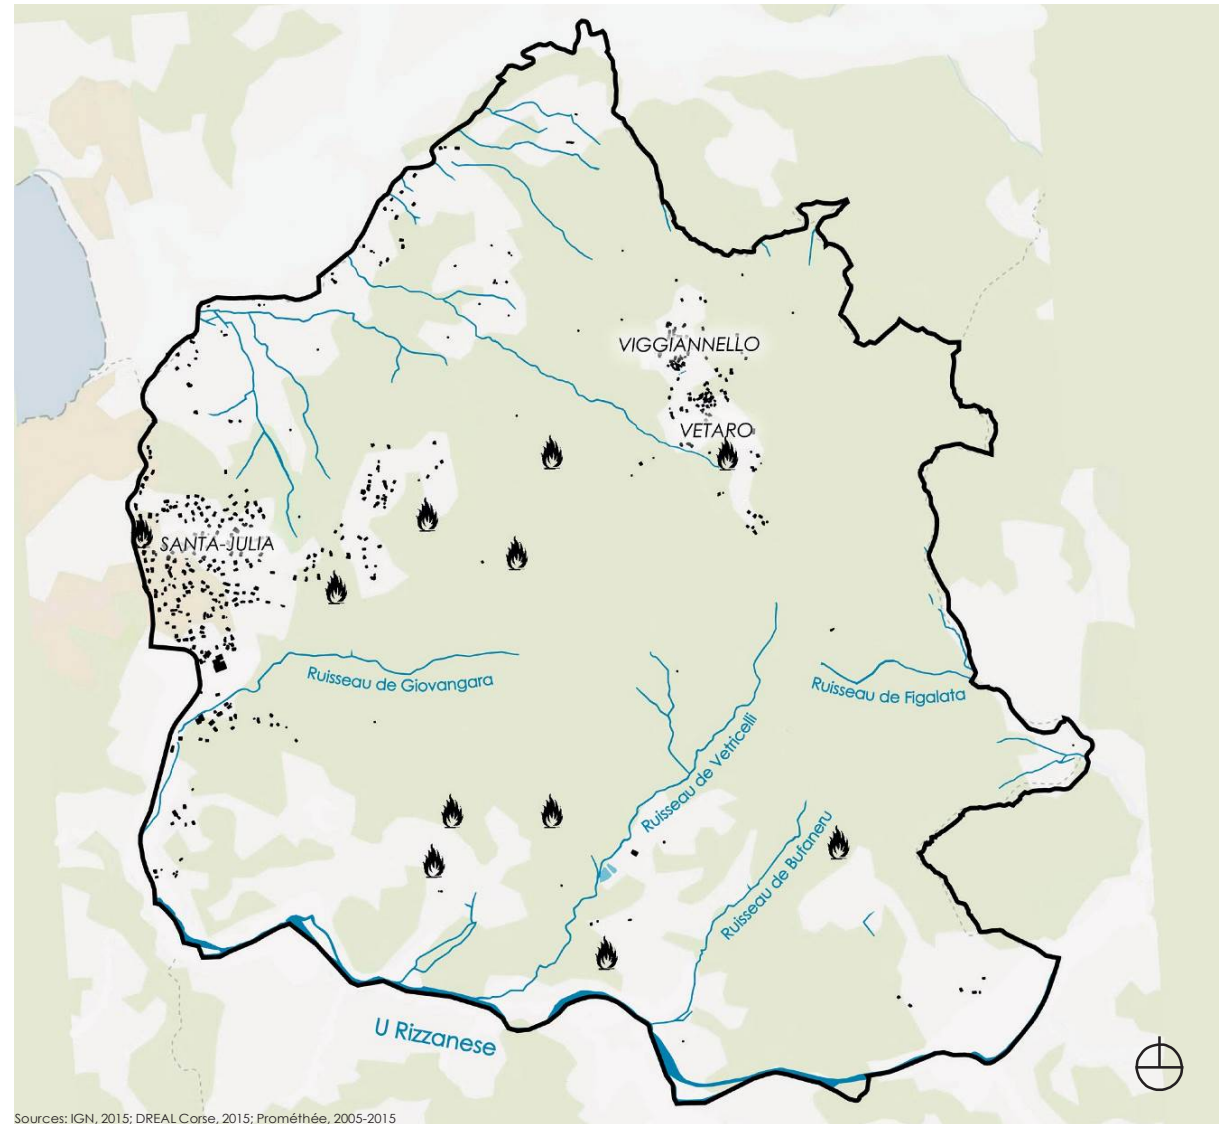 VIGGIANNELLO
VETARO
SANTA-JULIA
Ruisseau de Giovangara
Ruisseau de Figalata
Ruisseau de Vetricelli
Ruisseau de Bufaneru
U Rizzanese
Sources: IGN, 2015; DREAL Corse, 2015; Prométhée, 2005-2015